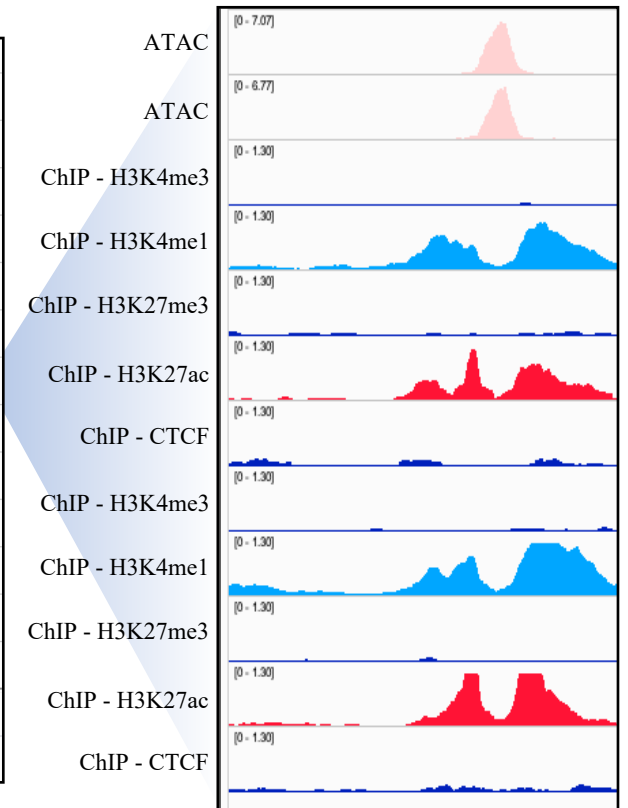 ATAC
[0 - 7.07]
ATAC
[0 - 6.77]
ChIP - H3K4me3
[0 - 1.30]
ChIP - H3K4me1
[0 - 1.30]
ChIP - H3K27me3
[0 - 1.30]
ChIP - H3K27ac
[0 - 1.30]
ChIP - CTCF
[0 - 1.30]
ChIP - H3K4me3
[0 - 1.30]
ChIP - H3K4me1
[0 - 1.30]
ChIP - H3K27me3
[0 - 1.30]
ChIP - H3K27ac
[0 - 1.30]
ChIP - CTCF
[0 - 1.30]